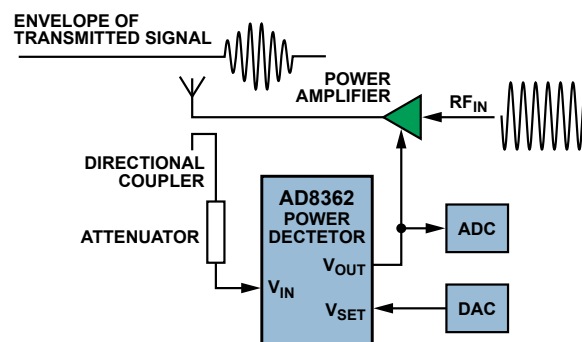 ENVELOPE OF
TRANSMITTED SIGNAL
POWER
AMPLIFIER
RFIN
DIRECTIONAL
COUPLER
ATTENUATOR
AD8362
POWER
DECTETOR
VOUT
VIN
VSET
ADC
DAC